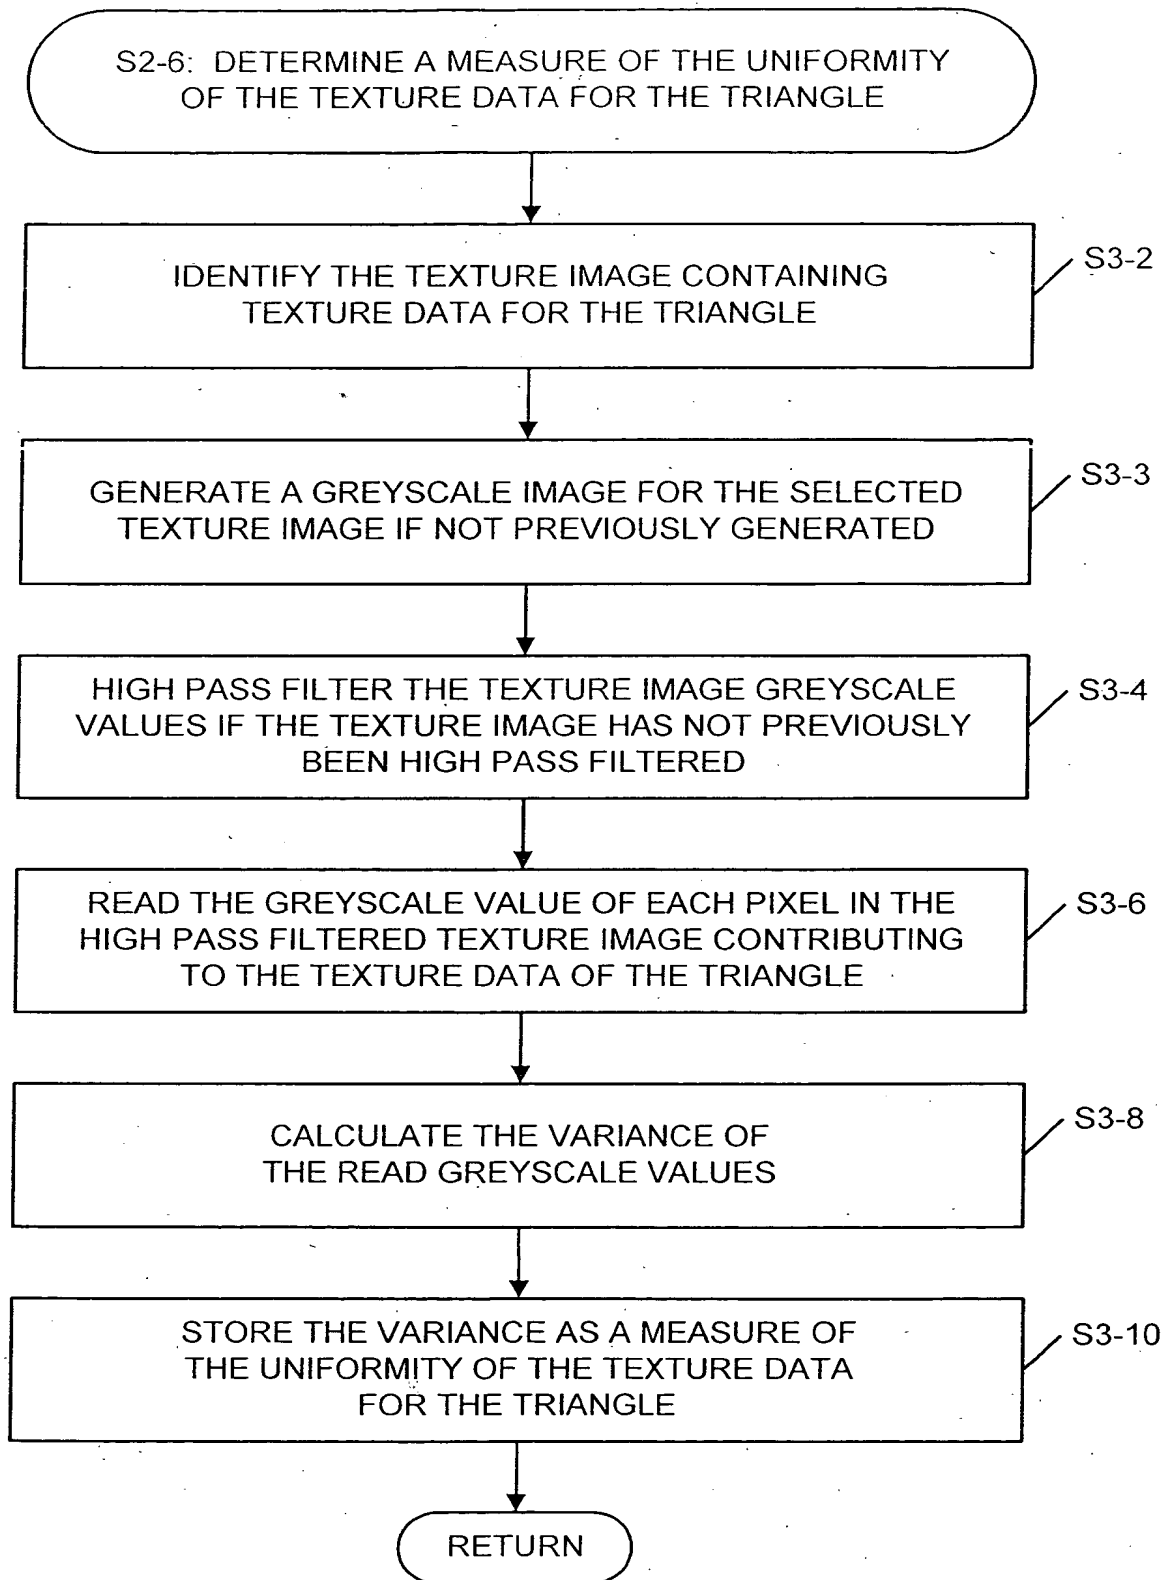 S2-6: DETERMINE A MEASURE OF THE UNIFORMITY
OF THE TEXTURE DATA FOR THE TRIANGLE
IDENTIFY THE TEXTURE IMAGE CONTAINING
TEXTURE DATA FOR THE TRIANGLE
S3-2
GENERATE A GREYSCALE IMAGE FOR THE SELECTED
TEXTURE IMAGE IF NOT PREVIOUSLY GENERATED
S3-3
HIGH PASS FILTER THE TEXTURE IMAGE GREYSCALE
VALUES IF THE TEXTURE IMAGE HAS NOT PREVIOUSLY
BEEN HIGH PASS FILTERED
S3-4
READ THE GREYSCALE VALUE OF EACH PIXEL IN THE
HIGH PASS FILTERED TEXTURE IMAGE CONTRIBUTING
TO THE TEXTURE DATA OF THE TRIANGLE
S3-6
CALCULATE THE VARIANCE OF
THE READ GREYSCALE VALUES
S3-8
STORE THE VARIANCE AS A MEASURE OF
THE UNIFORMITY OF THE TEXTURE DATA
FOR THE TRIANGLE
S3-10
RETURN